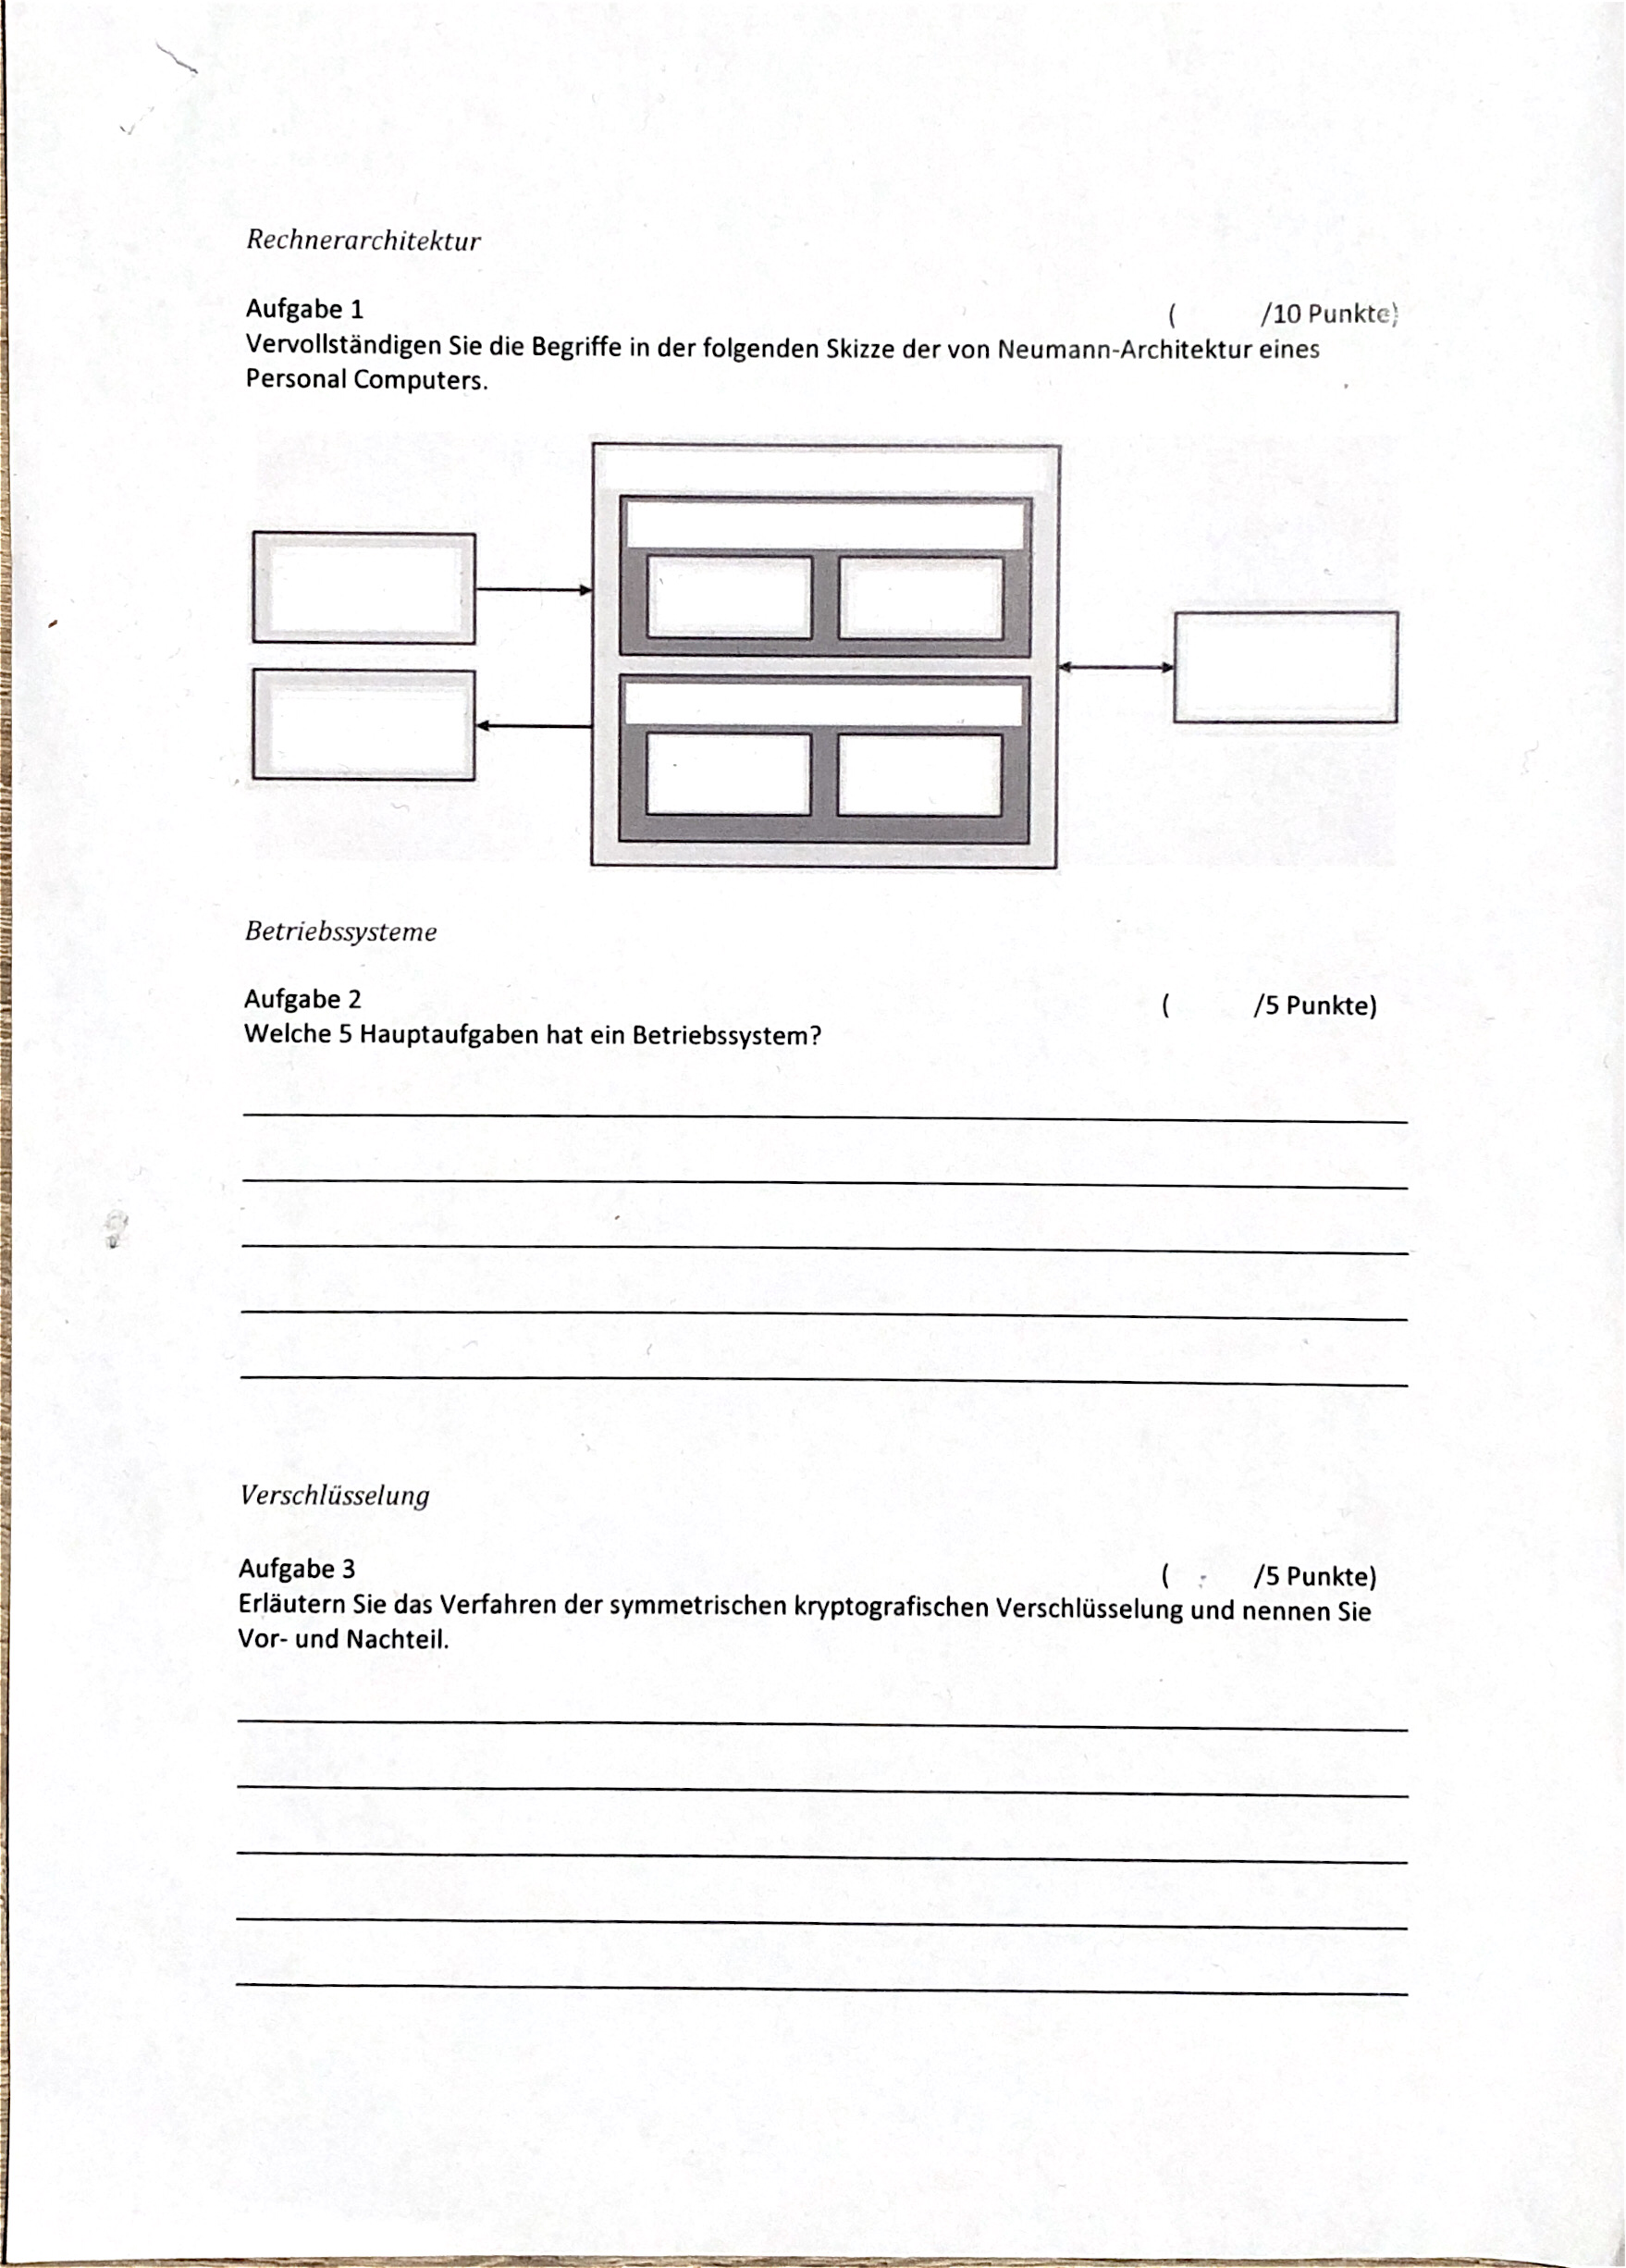 Rechnerarchitektur
Aufgabe 1 ( /10 Punkte)
Vervollständigen Sie die Begriffe in der folgenden Skizze der von Neumann-Architektur eines
Personal Computers.
Betriebssysteme
Aufgabe 2 ( /5 Punkte)
Welche 5 Hauptaufgaben hat ein Betriebssystem?
Verschlüsselung
Aufgabe 3 ( /5 Punkte)
Erläutern Sie das Verfahren der symmetrischen kryptografischen Verschlüsselung und nennen Sie
Vor- und Nachteil.